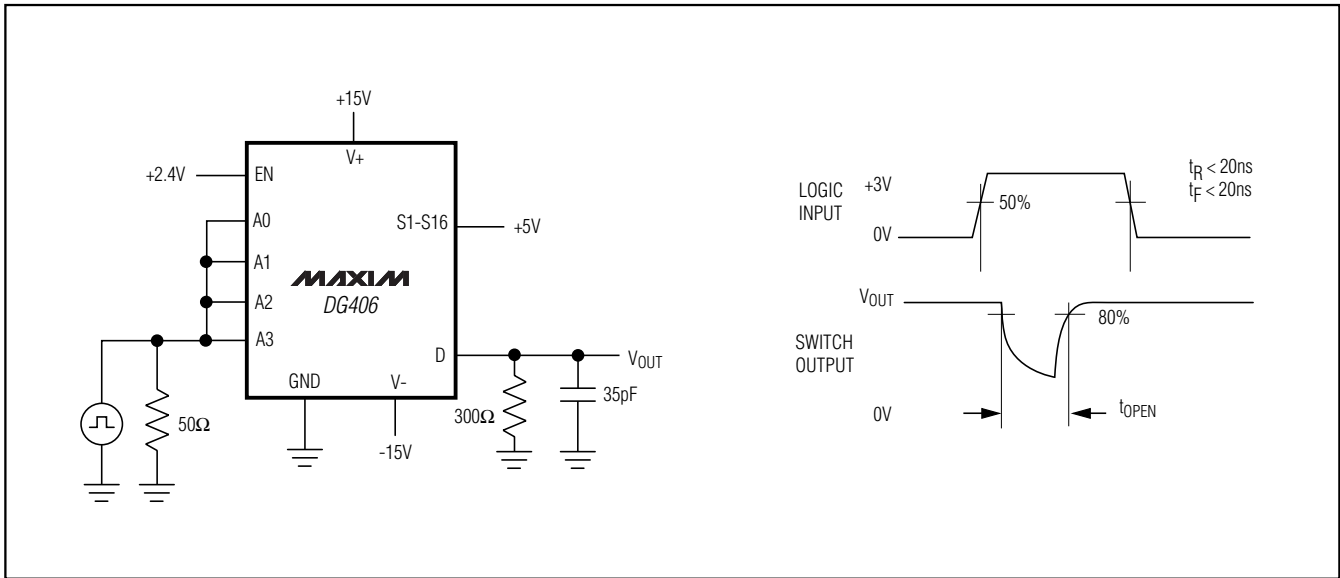 +15V
V+
+2.4V
EN
A0
S1-S16
+5V
A1
MAXIM
A2
DG406
A3
D
VOUT
GND
V-
50Ω
300Ω
35pF
-15V
LOGIC
INPUT
+3V
50%
0V
tR < 20ns
tF < 20ns
VOUT
80%
SWITCH
OUTPUT
0V
tOPEN